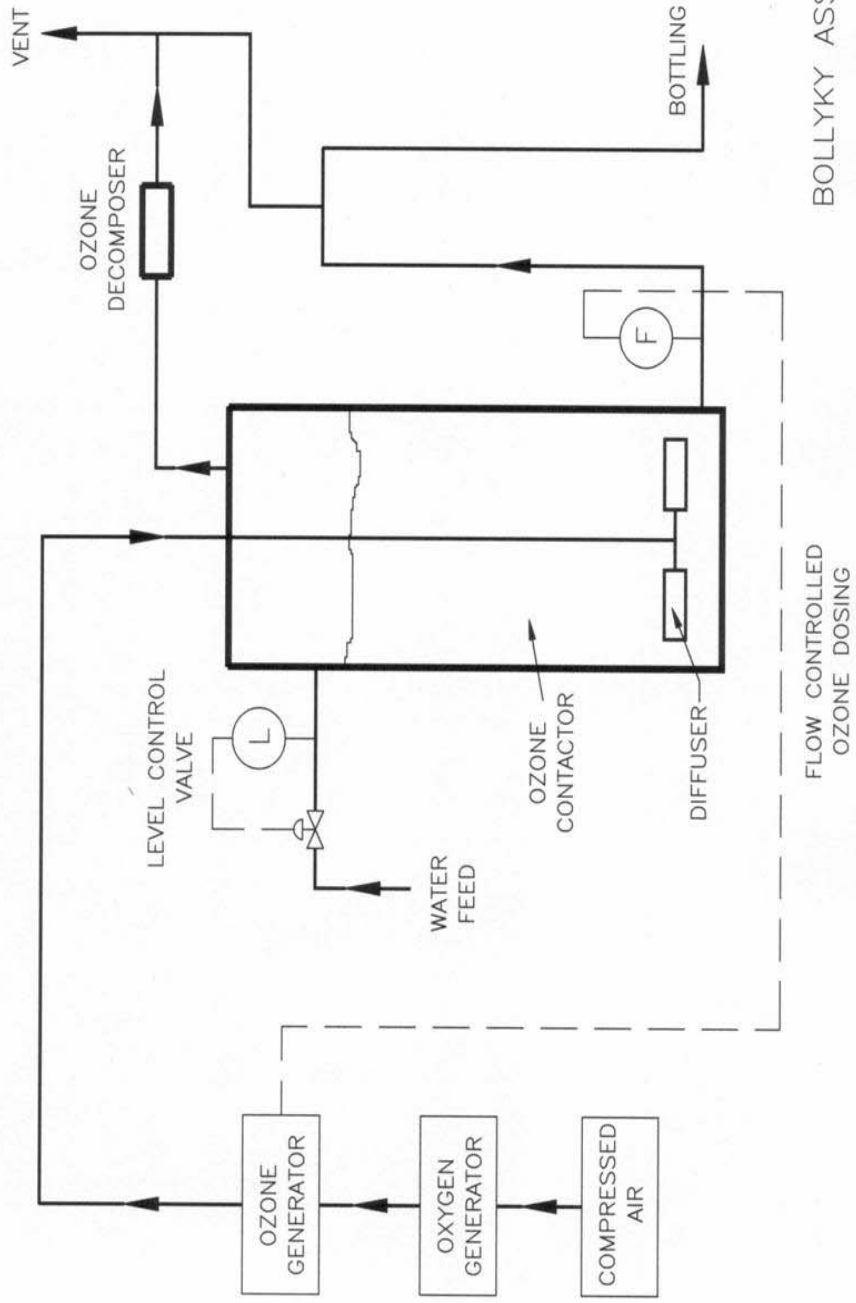 VENT
OZONE
DECOMPOSER
BOTTLING
LEVEL CONTROL
VALVE
L
F
WATER
FEED
OZONE
CONTACTOR
DIFFUSER
OZONE
GENERATOR
OXYGEN
GENERATOR
COMPRESSED
AIR
FLOW CONTROLLED
OZONE DOSING
BOLLYKY ASS